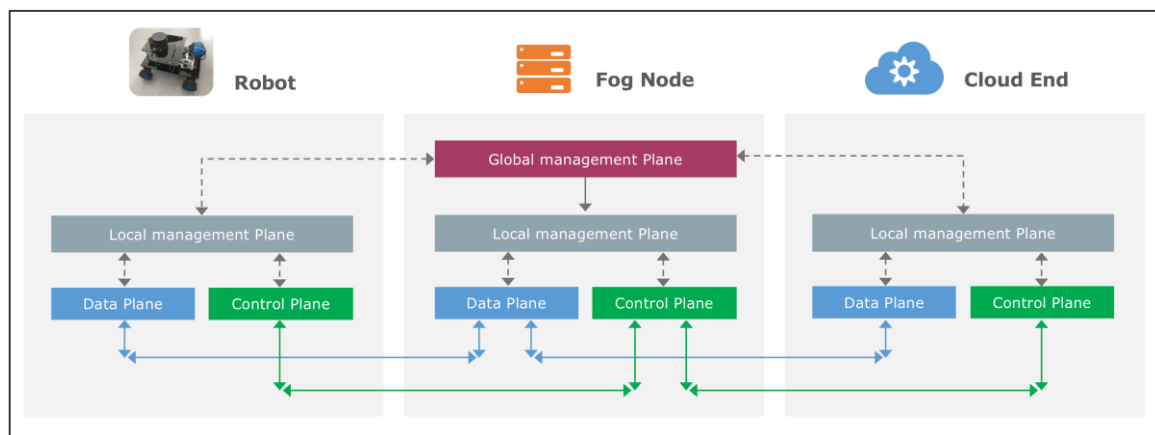 Robot
Fog Node
Cloud End
Global management Plane
Local management Plane
Local management Plane
Local management Plane
Data Plane
Control Plane
Data Plane
Control Plane
Data Plane
Control Plane